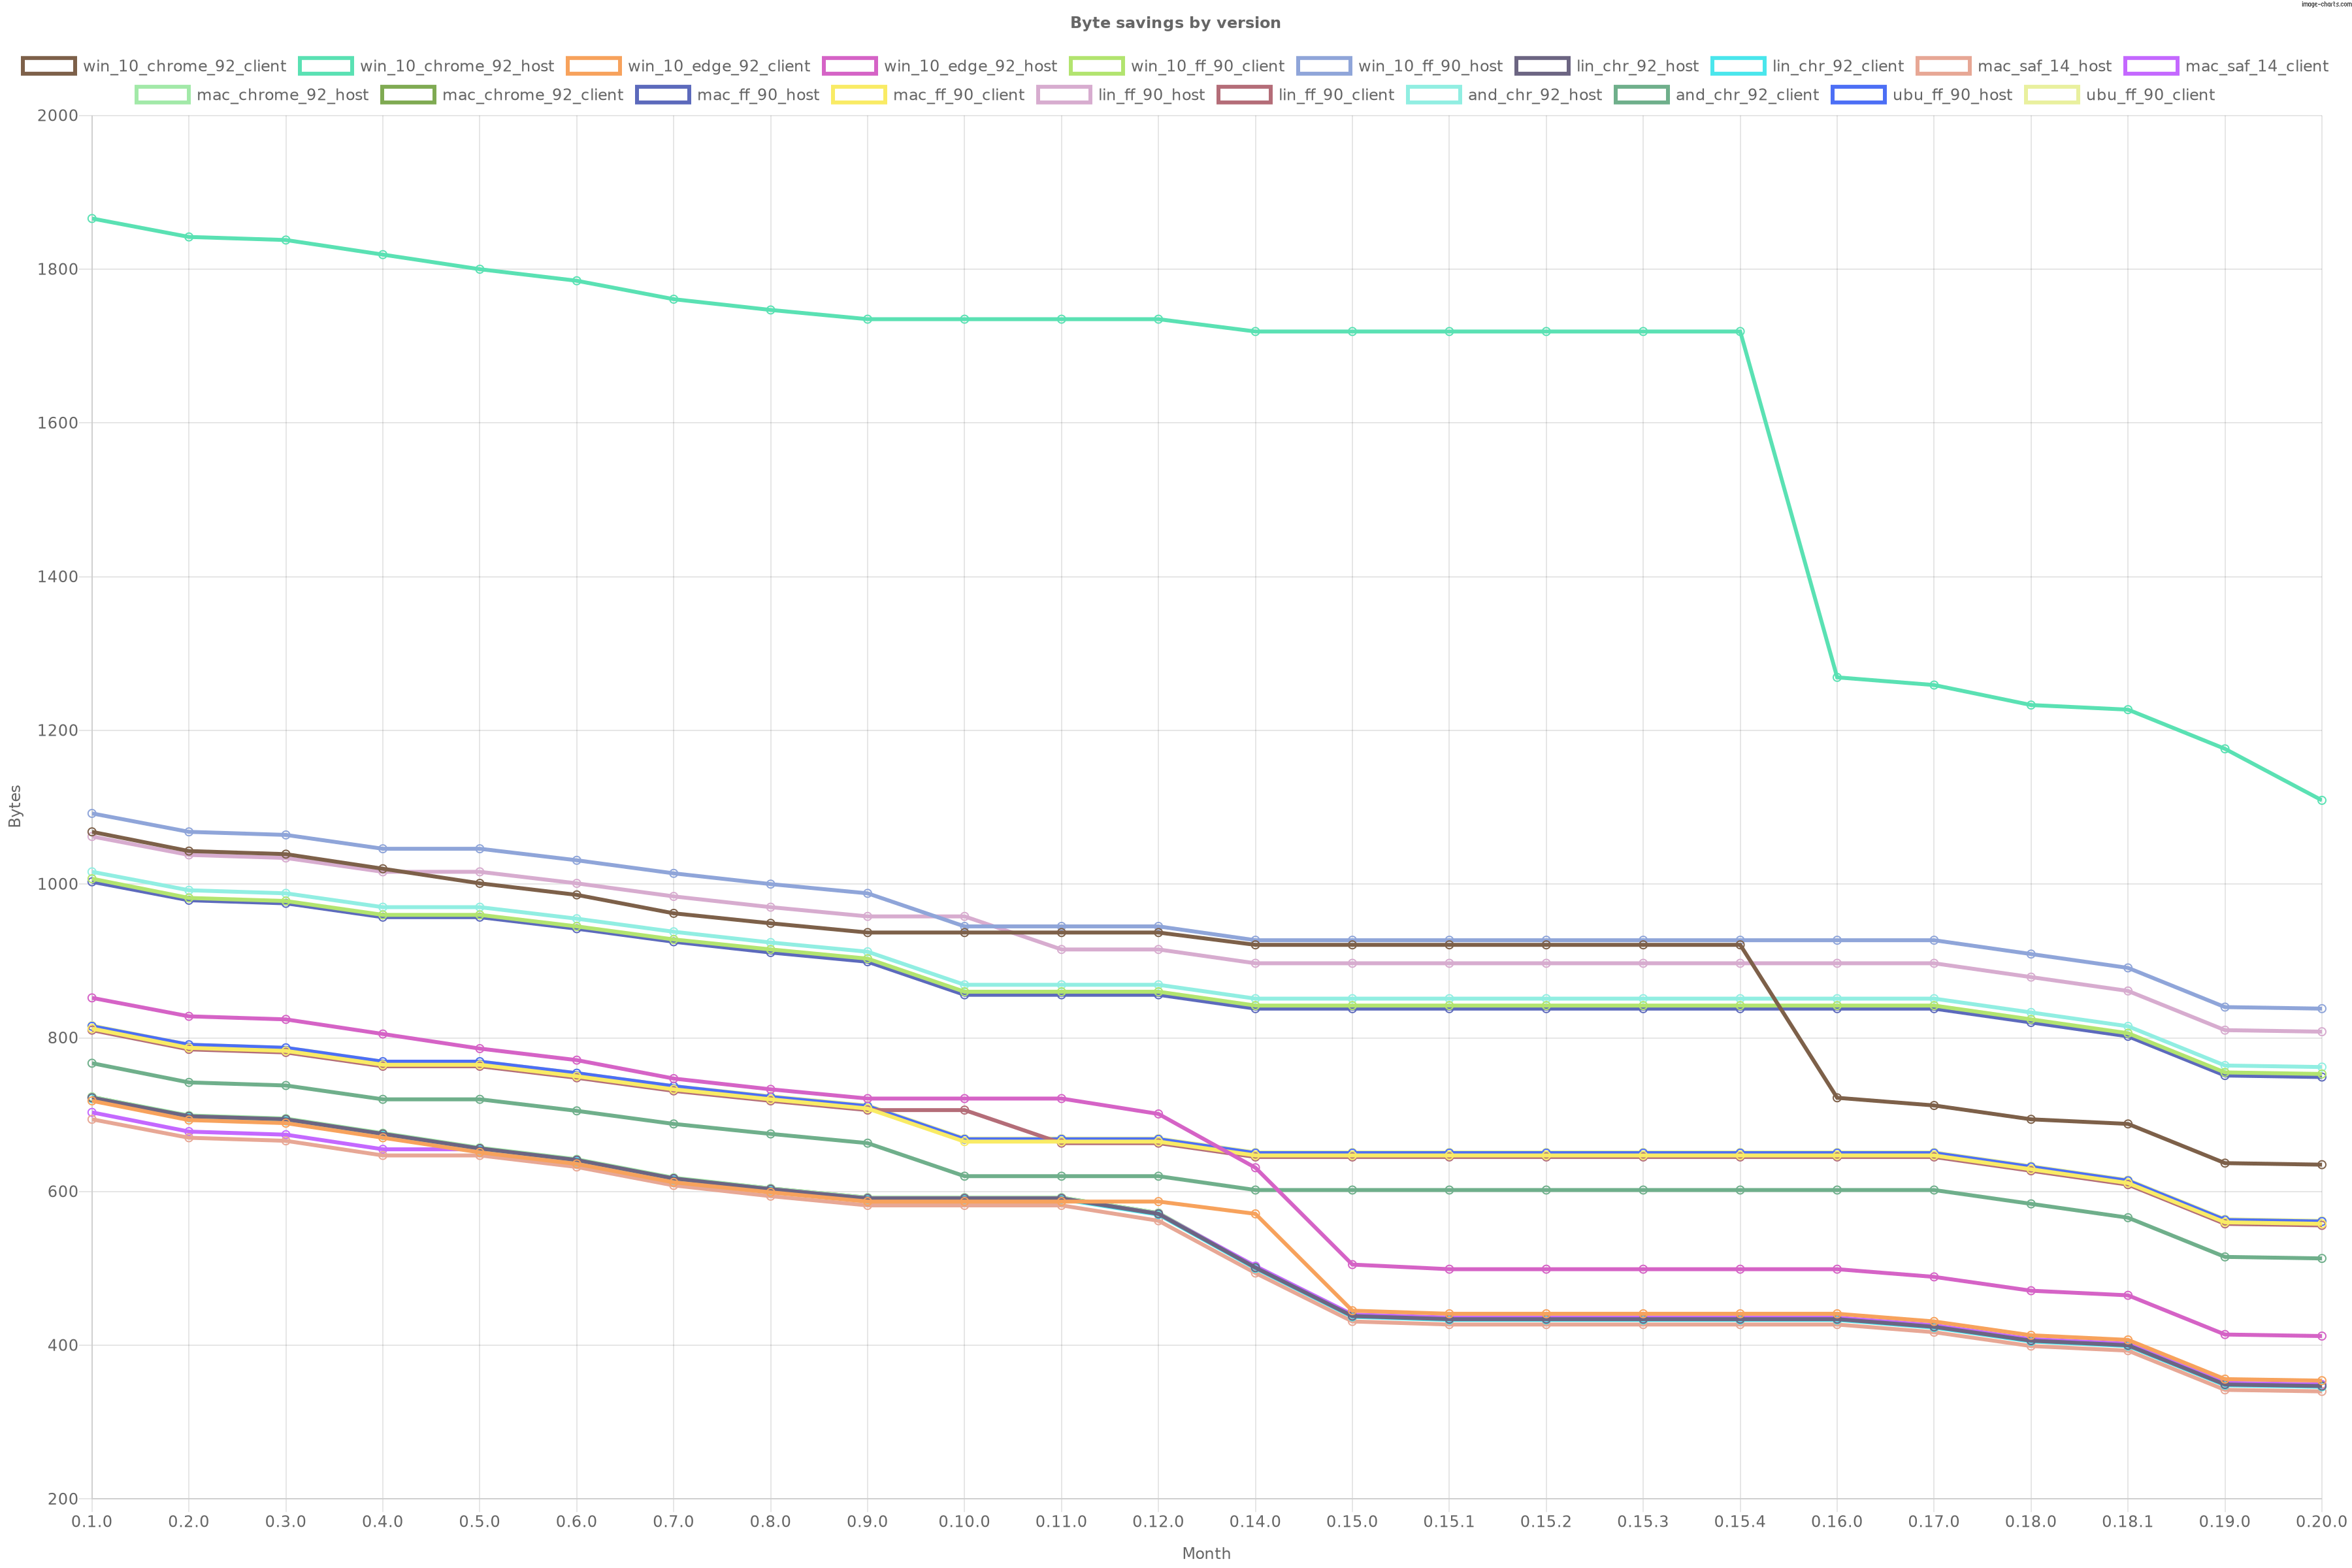 image-charts.com
Byte savings by version
win_10_chrome_92_client win_10_chrome_92_host win_10_edge_92_client win_10_edge_92_host win_10_ff_90_client win_10_ff_90_host lin_chr_92_host lin_chr_92_client mac_saf_14_host mac_saf_14_client
mac_chrome_92_host mac_chrome_92_client mac_ff_90_host mac_ff_90_client lin_ff_90_host lin_ff_90_client and_chr_92_host and_chr_92_client ubu_ff_90_host ubu_ff_90_client
2000
1800
1600
1400
1200
1000
800
600
400
200
Bytes
0.1.0 0.2.0 0.3.0 0.4.0 0.5.0 0.6.0 0.7.0 0.8.0 0.9.0 0.10.0 0.11.0 0.12.0 0.14.0 0.15.0 0.15.1 0.15.2 0.15.3 0.15.4 0.16.0 0.17.0 0.18.0 0.18.1 0.19.0 0.20.0
Month